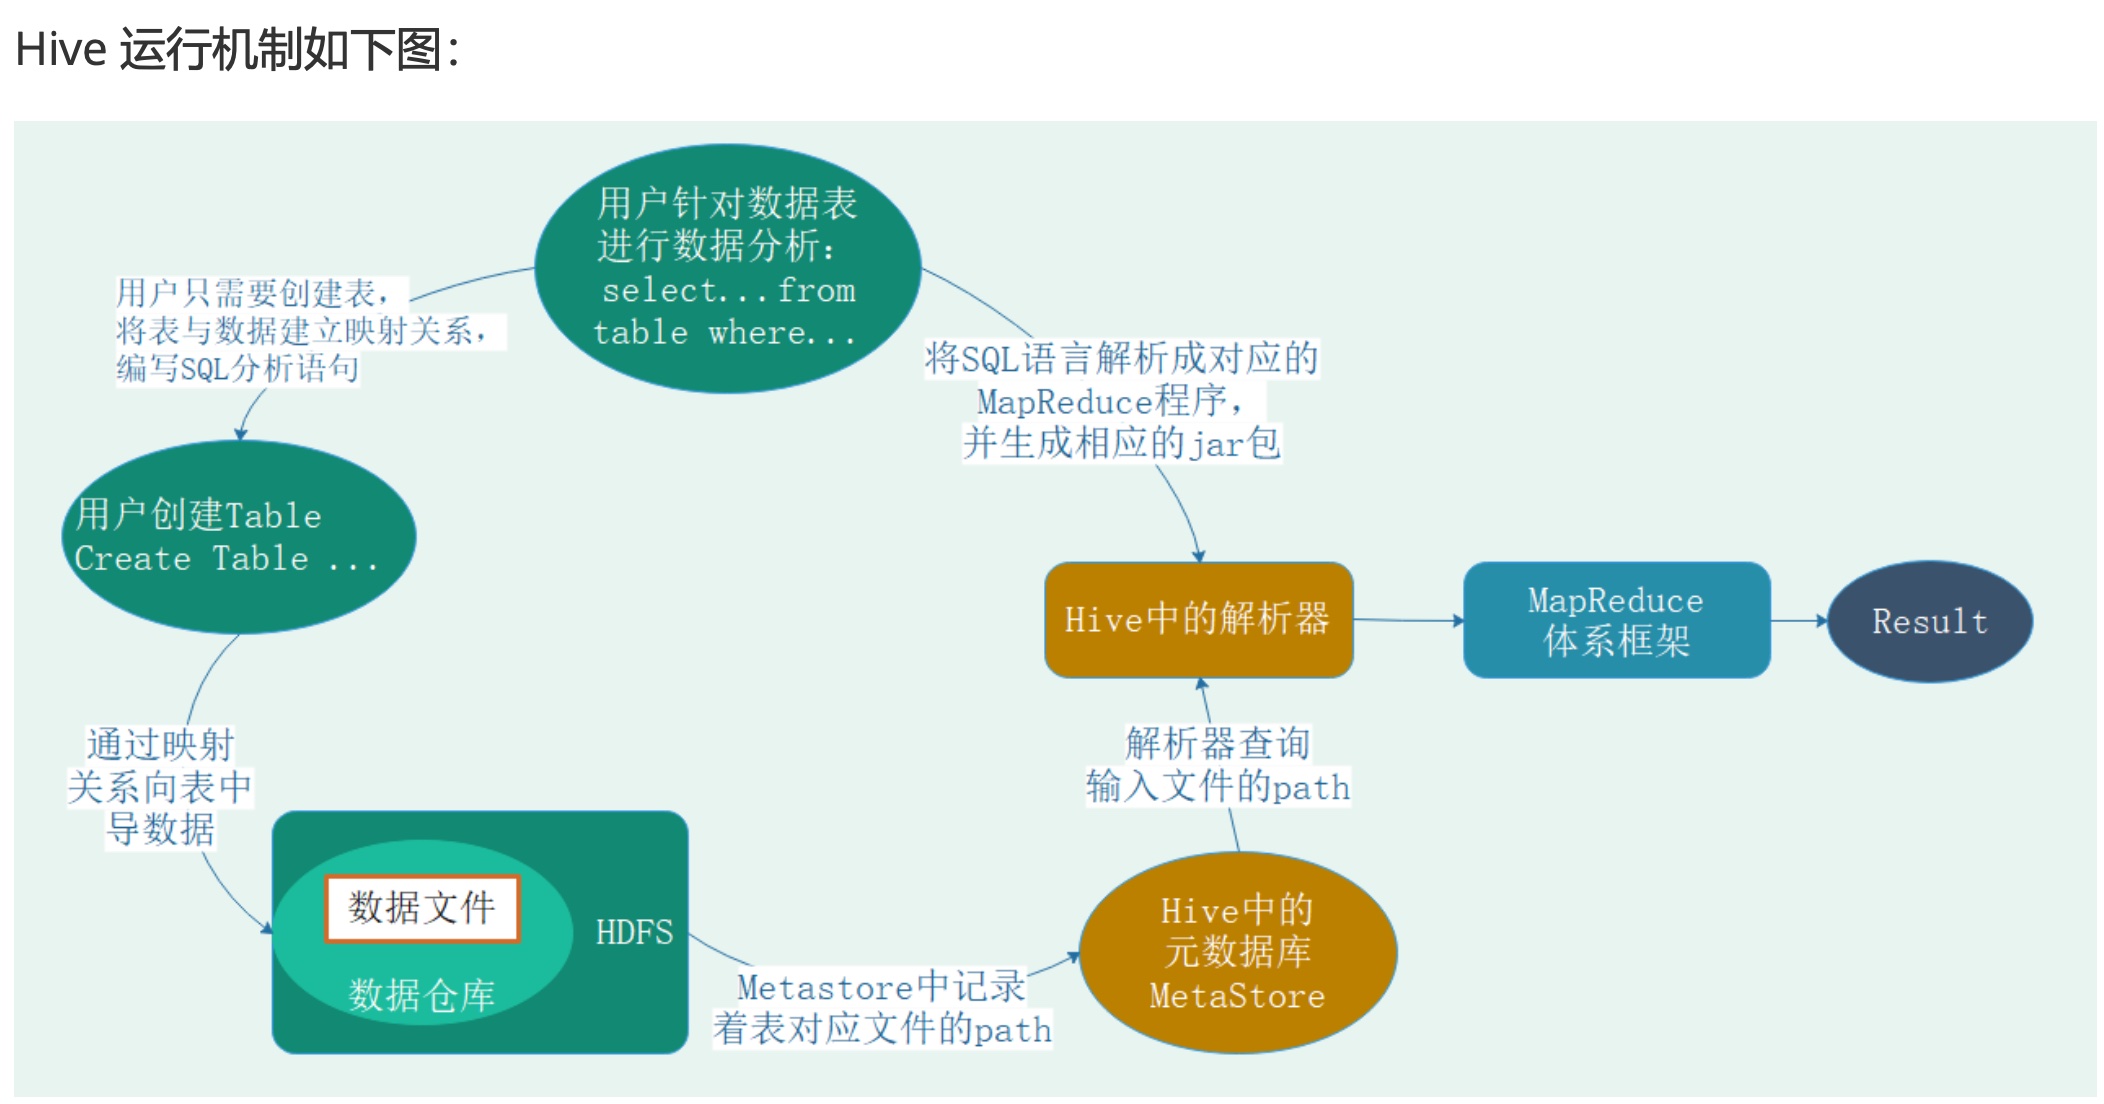 Hive 运行机制如下图：
用户针对数据表
进行数据分析：
select...from
table where...
用户只需要创建表，
将表与数据建立映射关系，
编写SQL分析语句
将SQL语言解析成对应的
MapReduce程序，
并生成相应的jar包
用户创建Table
Create Table ...
Hive中的解析器
MapReduce
体系框架
Result
通过映射
关系向表中
导数据
解析器查询
输入文件的path
数据文件
数据仓库
HDFS
Metastore中记录
着表对应文件的path
Hive中的
元数据库
MetaStore